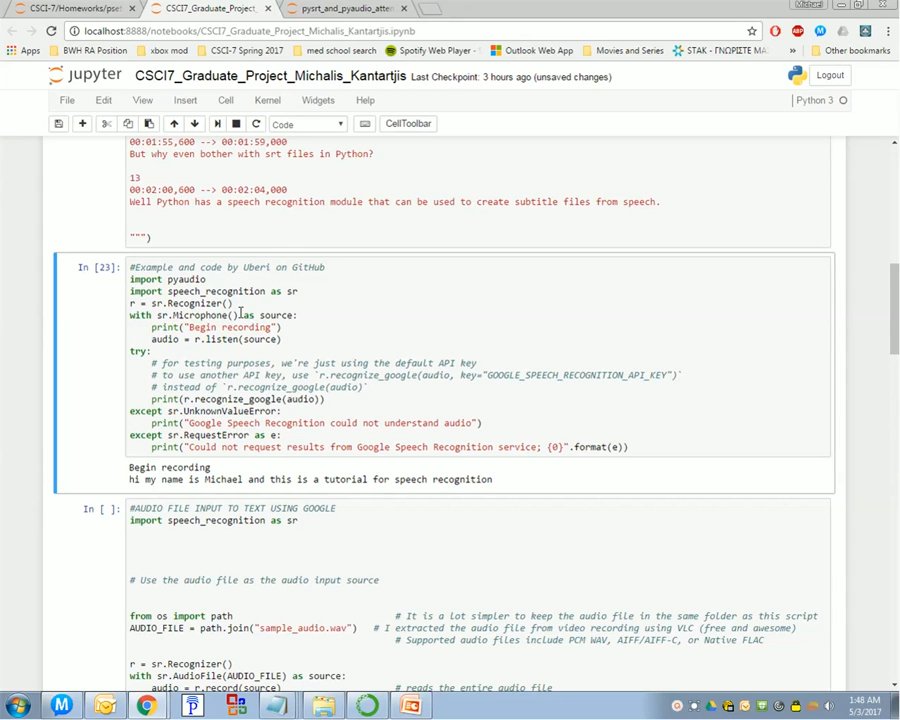 CSCI-7/Homeworks/pset
CSCI7_Graduate_Project_
pysrt_and_pyaudio_atten
Michael
localhost:8888/notebooks/CSCI7_Graduate_Project_Michalis_Kantartjis.ipynb
Apps BWH RA Position xbox mod CSCI-7 Spring 2017 med school search Spotify Web Player - Outlook Web App Movies and Series STAK - ΓΝΩΡΙΣΤΕ ΜΑ » Other bookmarks
jupyter CSCI7_Graduate_Project_Michalis_Kantartjis Last Checkpoint: 3 hours ago (unsaved changes) Logout
File Edit View Insert Cell Kernel Widgets Help Python 3
Code CellToolbar
00:01:55,600 --> 00:01:59,000
But why even bother with srt files in Python?
13
00:02:00,600 --> 00:02:04,000
Well Python has a speech recognition module that can be used to create subtitle files from speech.
""")
In [23]: #Example and code by Uberi on GitHub
import pyaudio
import speech_recognition as sr
r = sr.Recognizer()
with sr.Microphone() as source:
print("Begin recording")
audio = r.listen(source)
try:
# for testing purposes, we're just using the default API key
# to use another API key, use `r.recognize_google(audio, key="GOOGLE_SPEECH_RECOGNITION_API_KEY")`
# instead of `r.recognize_google(audio)`
print(r.recognize_google(audio))
except sr.UnknownValueError:
print("Google Speech Recognition could not understand audio")
except sr.RequestError as e:
print("Could not request results from Google Speech Recognition service; {0}".format(e))
Begin recording
hi my name is Michael and this is a tutorial for speech recognition
In [ ]: #AUDIO FILE INPUT TO TEXT USING GOOGLE
import speech_recognition as sr
# Use the audio file as the audio input source
from os import path # It is a lot simpler to keep the audio file in the same folder as this script
AUDIO_FILE = path.join("sample_audio.wav") # I extracted the audio file from video recording using VLC (free and awesome)
# Supported audio files include PCM WAV, AIFF/AIFF-C, or Native FLAC
r = sr.Recognizer()
with sr.AudioFile(AUDIO_FILE) as source:
audio = r.record(source) # reads the entire audio file
1:48 AM
5/3/2017